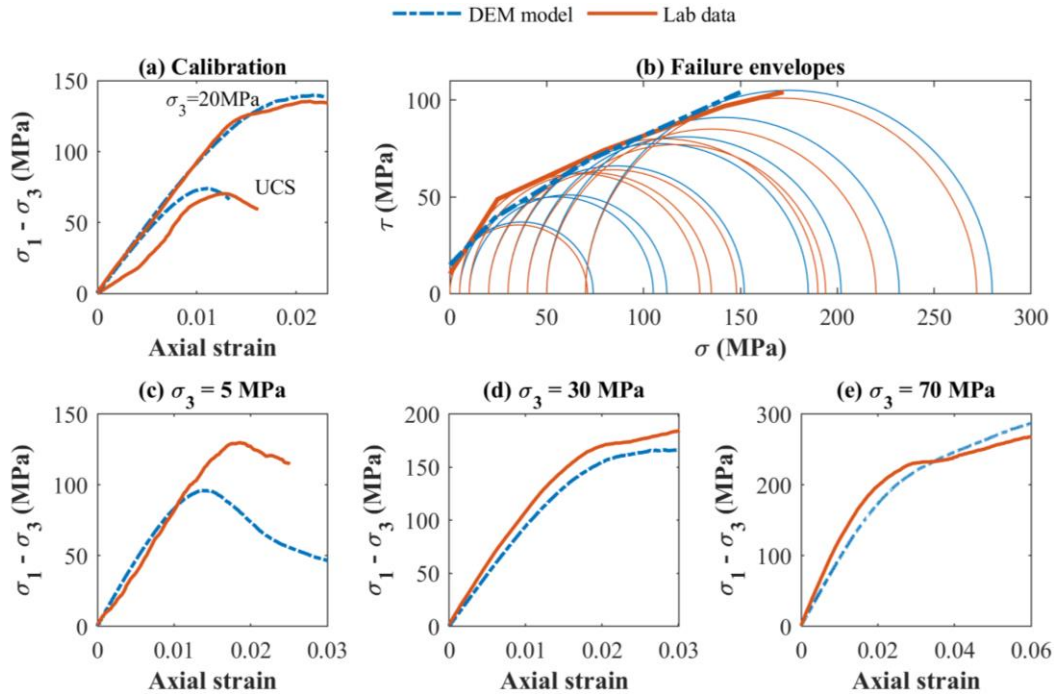 DEM model Lab data
(a) Calibration
σ3=20MPa
UCS
150
100
50
0
σ1 - σ3 (MPa)
0 0.01 0.02
Axial strain
(b) Failure envelopes
100
50
0
τ (MPa)
0 50 100 150 200 250 300
σ (MPa)
(c) σ3 = 5 MPa
150
100
50
0
σ1 - σ3 (MPa)
0 0.01 0.02 0.03
Axial strain
(d) σ3 = 30 MPa
200
150
100
50
0
σ1 - σ3 (MPa)
0 0.01 0.02 0.03
Axial strain
(e) σ3 = 70 MPa
300
200
100
0
σ1 - σ3 (MPa)
0 0.02 0.04 0.06
Axial strain